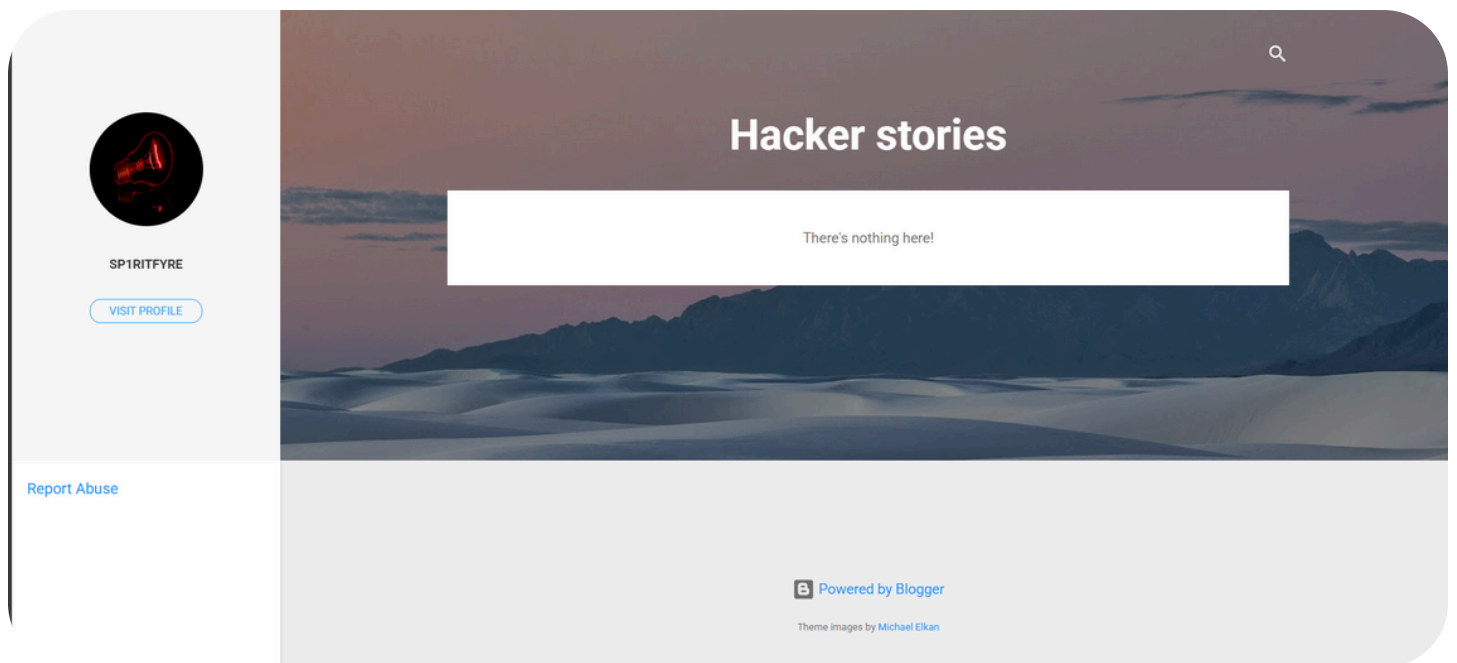 SP1RITFYRE
VISIT PROFILE
Report Abuse
Hacker stories
There's nothing here!
Powered by Blogger
Theme images by Michael Elkan